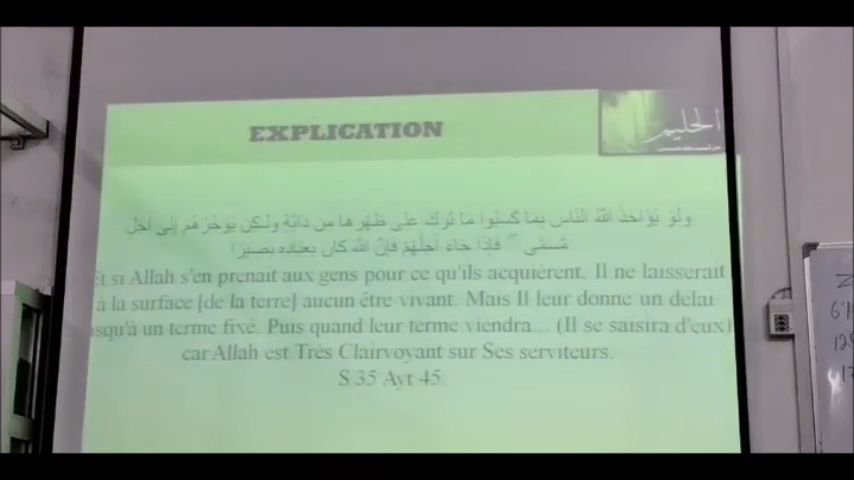 EXPLICATION
الحليم
ولو يؤاخذ الله الناس بما كسبوا ما ترك على ظهرها من دابة ولكن يؤخرهم إلى أجل
مسمى فإذا جاء أجلهم فإن الله كان بعباده بصيرا
Et si Allah s'en prenait aux gens pour ce qu'ils acquièrent, Il ne laisserait
à la surface [de la terre] aucun être vivant. Mais Il leur donne un délai
usqu'à un terme fixé. Puis quand leur terme viendra... (Il se saisira d'eux)
car Allah est Très Clairvoyant sur Ses serviteurs.
S 35 Ayt 45.